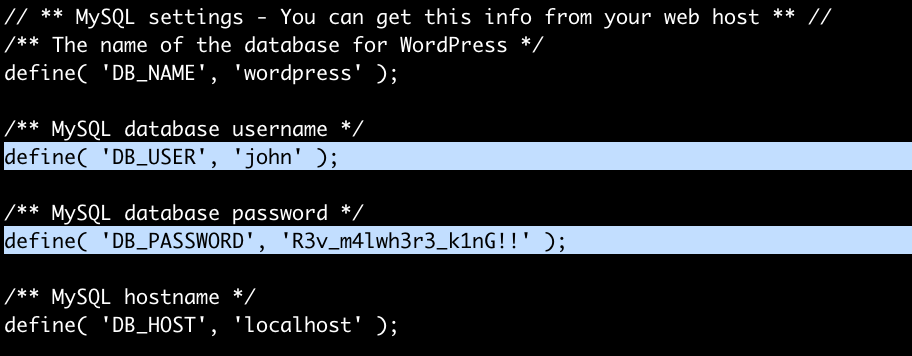 // ** MySQL settings - You can get this info from your web host ** //
/** The name of the database for WordPress */
define( 'DB_NAME', 'wordpress' );
/** MySQL database username */
define( 'DB_USER', 'john' );
/** MySQL database password */
define( 'DB_PASSWORD', 'R3v_m4lwh3r3_k1nG!!' );
/** MySQL hostname */
define( 'DB_HOST', 'localhost' );